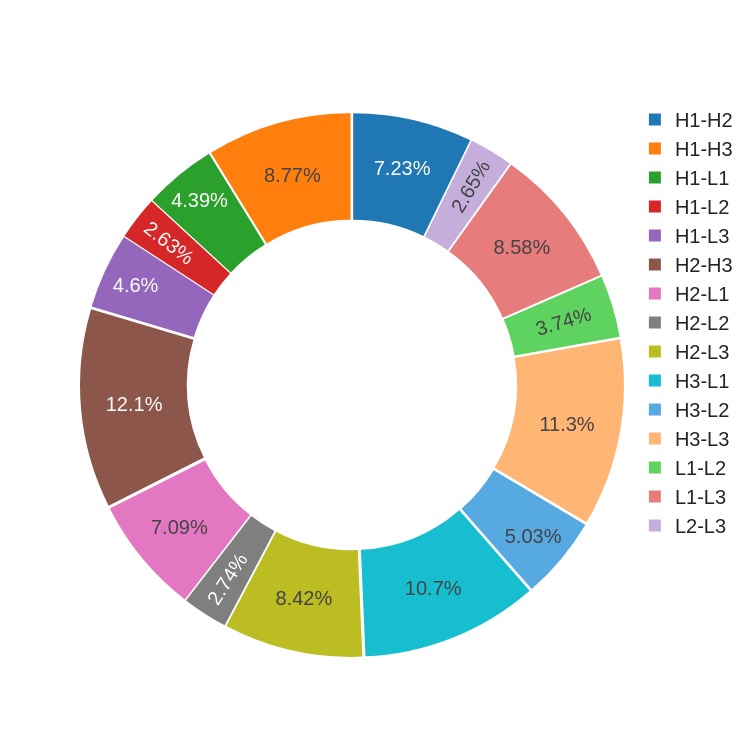 8.77%
7.23%
2.65%
4.39%
2.63%
8.58%
4.6%
3.74%
12.1%
11.3%
7.09%
5.03%
2.74%
8.42%
10.7%
H1-H2
H1-H3
H1-L1
H1-L2
H1-L3
H2-H3
H2-L1
H2-L2
H2-L3
H3-L1
H3-L2
H3-L3
L1-L2
L1-L3
L2-L3